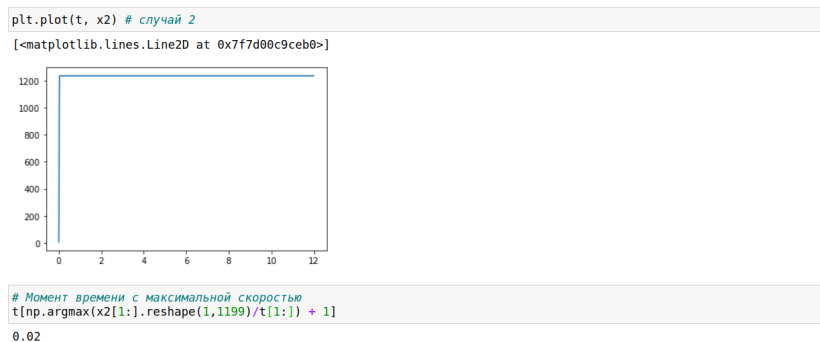 plt.plot(t, x2) # случай 2
[<matplotlib.lines.Line2D at 0x7f7d00c9ceb0>]
1200
1000
800
600
400
200
0
0 2 4 6 8 10 12
# Момент времени с максимальной скоростью
t[np.argmax(x2[1:].reshape(1,1199)/t[1:]) + 1]
0.02